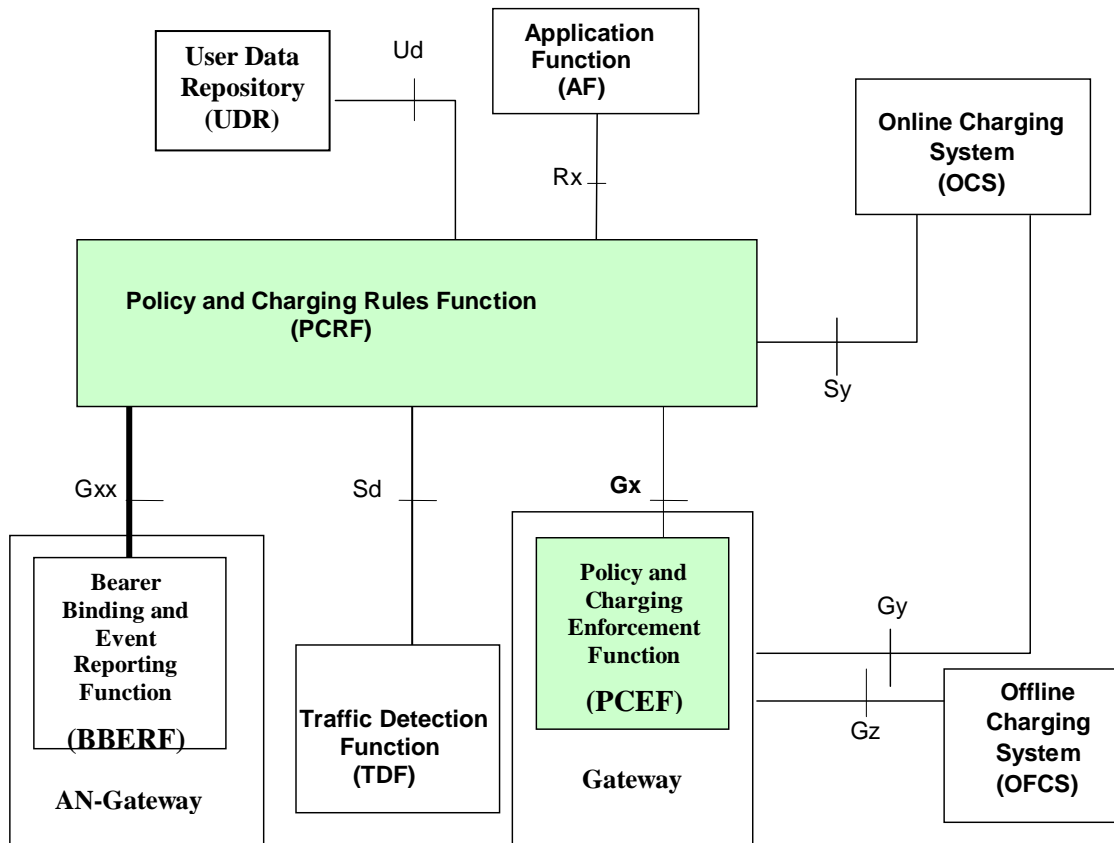 User Data
Repository
(UDR)
Ud
Application
Function
(AF)
Rx
Online Charging
System
(OCS)
Policy and Charging Rules Function
(PCRF)
Sy
Gxx
Sd
Gx
Bearer
Binding and
Event
Reporting
Function
(BBERF)
AN-Gateway
Traffic Detection
Function
(TDF)
Policy and
Charging
Enforcement
Function
(PCEF)
Gateway
Gy
Gz
Offline
Charging
System
(OFCS)